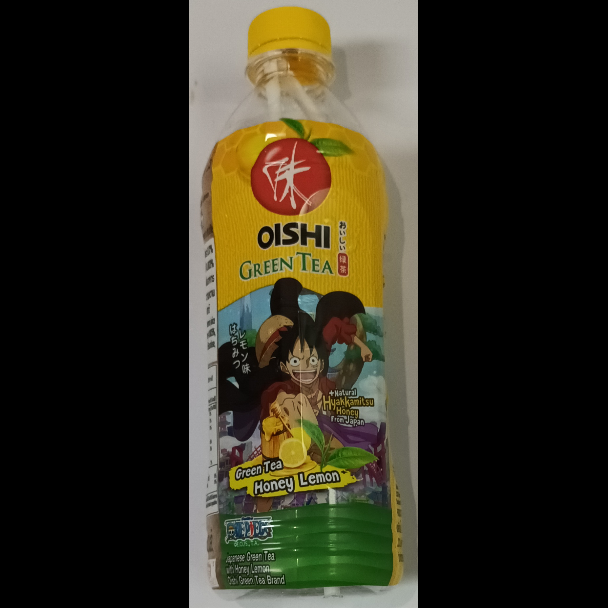 味
OISHI
おいしい
緑茶
GREEN TEA
はちみつ
レモン味
+Natural
Hyakkamitsu
Honey
From Japan
Green Tea
Honey Lemon
ONE PIECE
Japanese Green Tea
with Honey Lemon
Oishi Green Tea Brand